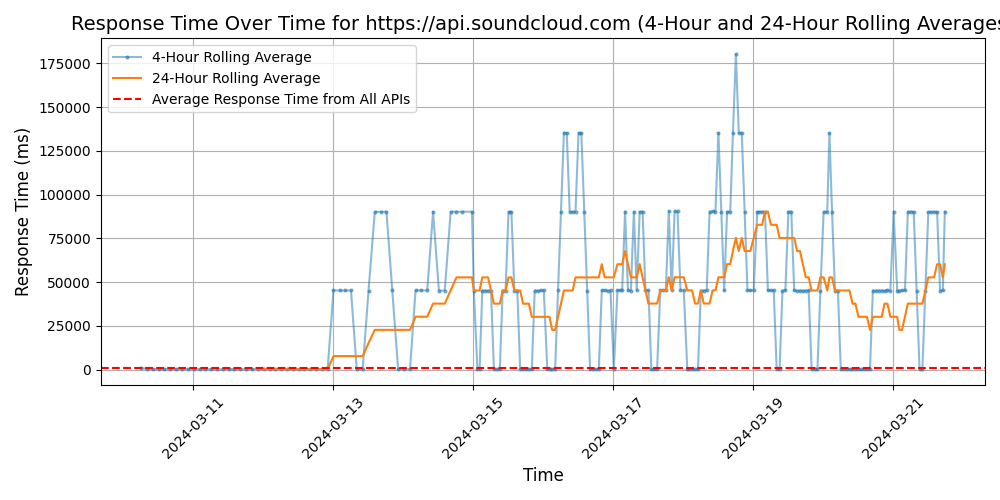 Response Time Over Time for https://api.soundcloud.com (4-Hour and 24-Hour Rolling Averages
4-Hour Rolling Average
24-Hour Rolling Average
Average Response Time from All APIs
Response Time (ms)
175000
150000
125000
100000
75000
50000
25000
0
2024-03-11
2024-03-13
2024-03-15
2024-03-17
2024-03-19
2024-03-21
Time